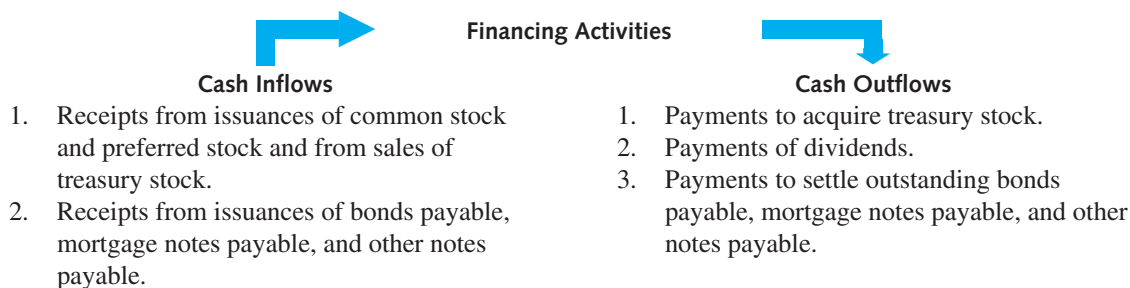 Financing Activities
Cash Inflows
1. Receipts from issuances of common stock
and preferred stock and from sales of
treasury stock.
2. Receipts from issuances of bonds payable,
mortgage notes payable, and other notes
payable.
Cash Outflows
1. Payments to acquire treasury stock.
2. Payments of dividends.
3. Payments to settle outstanding bonds
payable, mortgage notes payable, and other
notes payable.